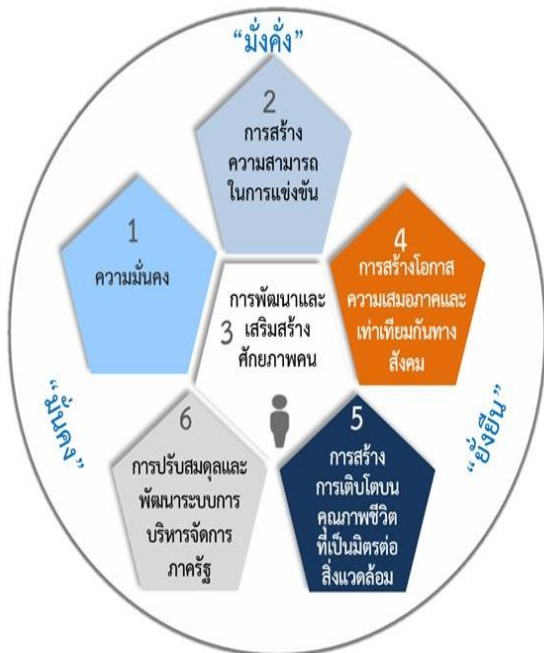 “มั่งคั่ง”
2
การสร้าง
ความสามารถ
ในการแข่งขัน
1
ความมั่นคง
4
การสร้างโอกาส
ความเสมอภาคและ
เท่าเทียมกันทาง
สังคม
การพัฒนาและ
3 เสริมสร้าง
ศักยภาพคน
“มั่นคง”
“ยั่งยืน”
6
การปรับสมดุลและ
พัฒนาระบบการ
บริหารจัดการ
ภาครัฐ
5
การสร้าง
การเติบโตบน
คุณภาพชีวิต
ที่เป็นมิตรต่อ
สิ่งแวดล้อม